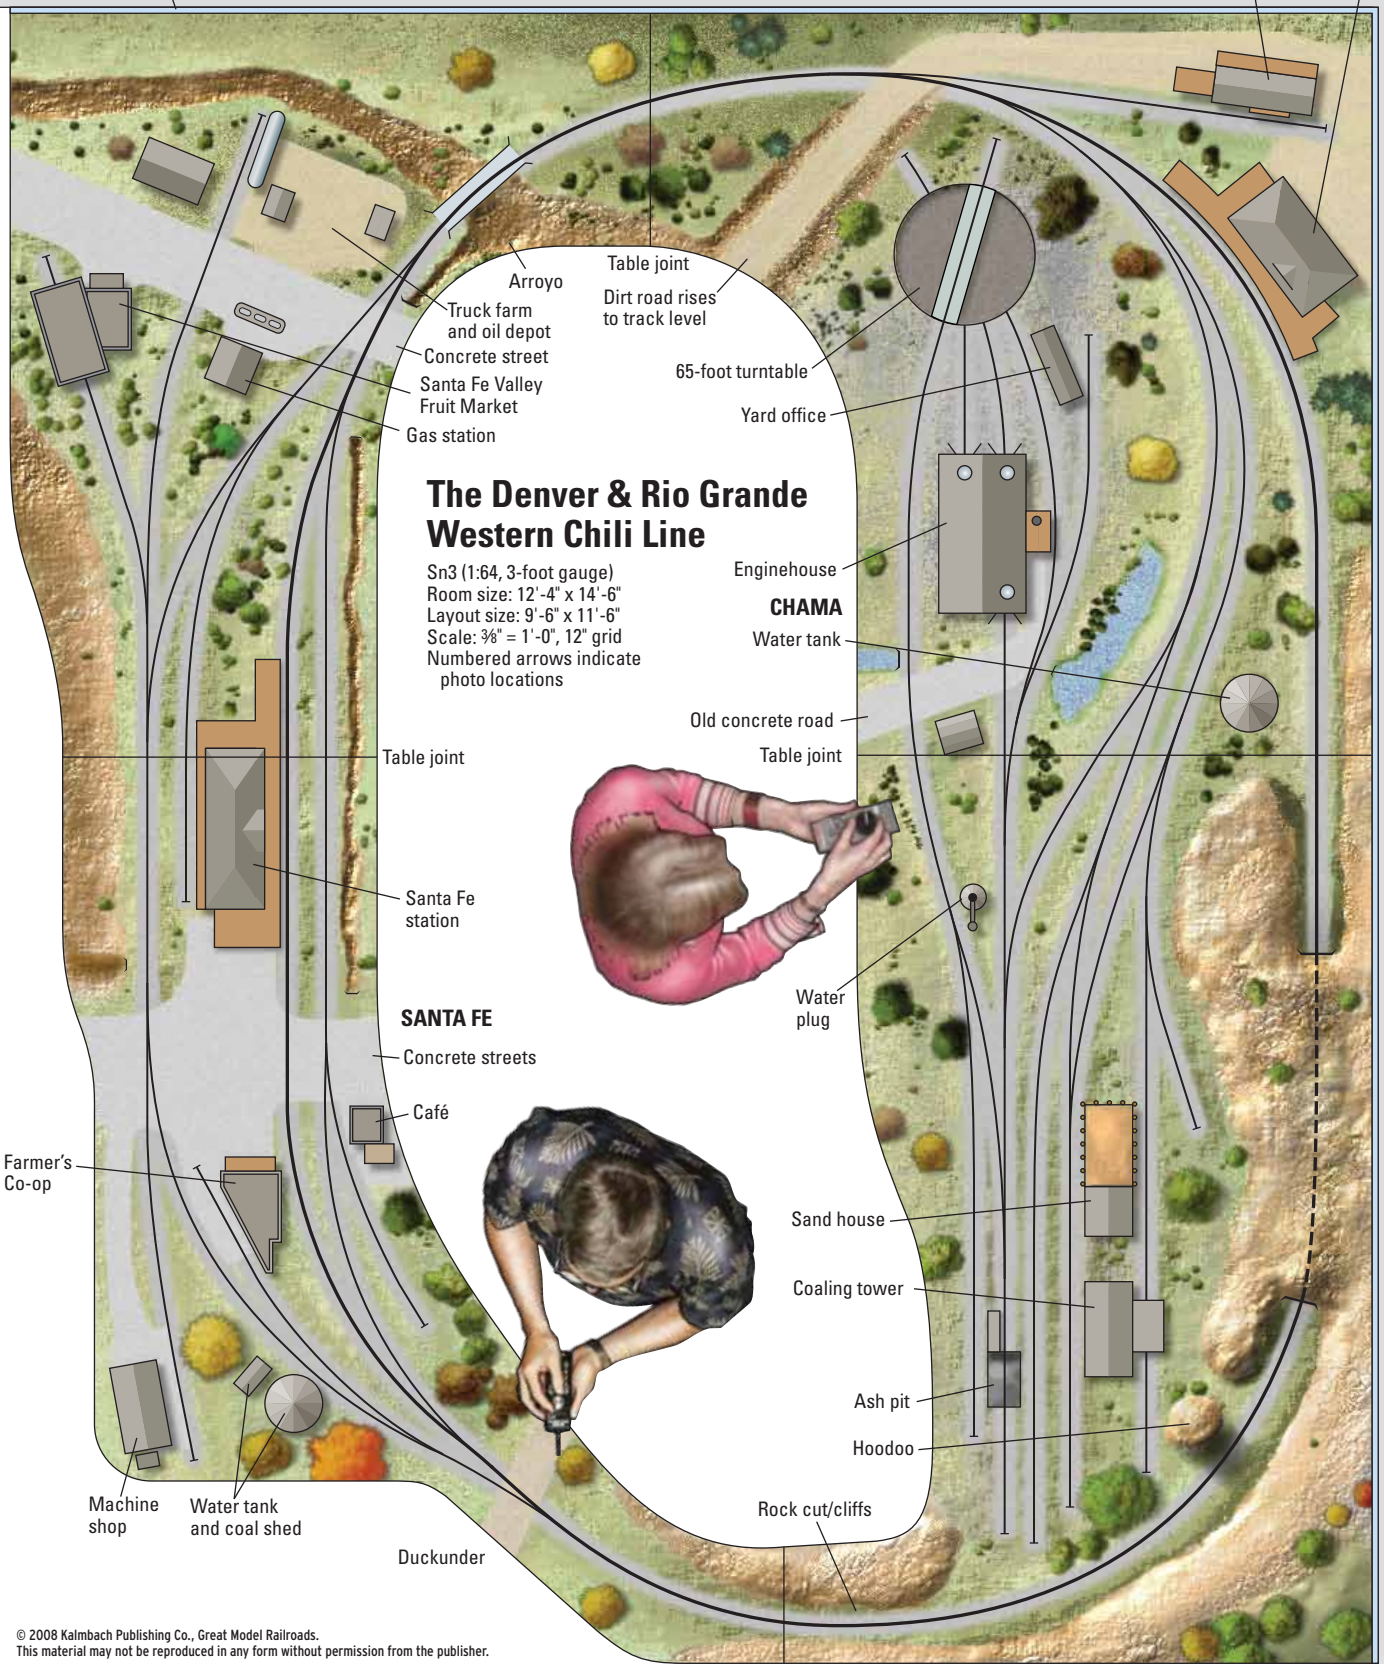 Table joint
Arroyo
Dirt road rises
to track level
Truck farm
and oil depot
Concrete street
65-foot turntable
Santa Fe Valley
Fruit Market
Yard office
Gas station
The Denver & Rio Grande
Western Chili Line
Sn3 (1:64, 3-foot gauge)
Room size: 12'-4" x 14'-6"
Layout size: 9'-6" x 11'-6"
Scale: ⅜" = 1'-0", 12" grid
Numbered arrows indicate
photo locations
Enginehouse
CHAMA
Water tank
Old concrete road
Table joint
Table joint
Santa Fe
station
Water
plug
SANTA FE
Concrete streets
Café
Farmer's
Co-op
Sand house
Coaling tower
Ash pit
Hoodoo
Machine
shop
Water tank
and coal shed
Rock cut/cliffs
Duckunder
© 2008 Kalmbach Publishing Co., Great Model Railroads.
This material may not be reproduced in any form without permission from the publisher.